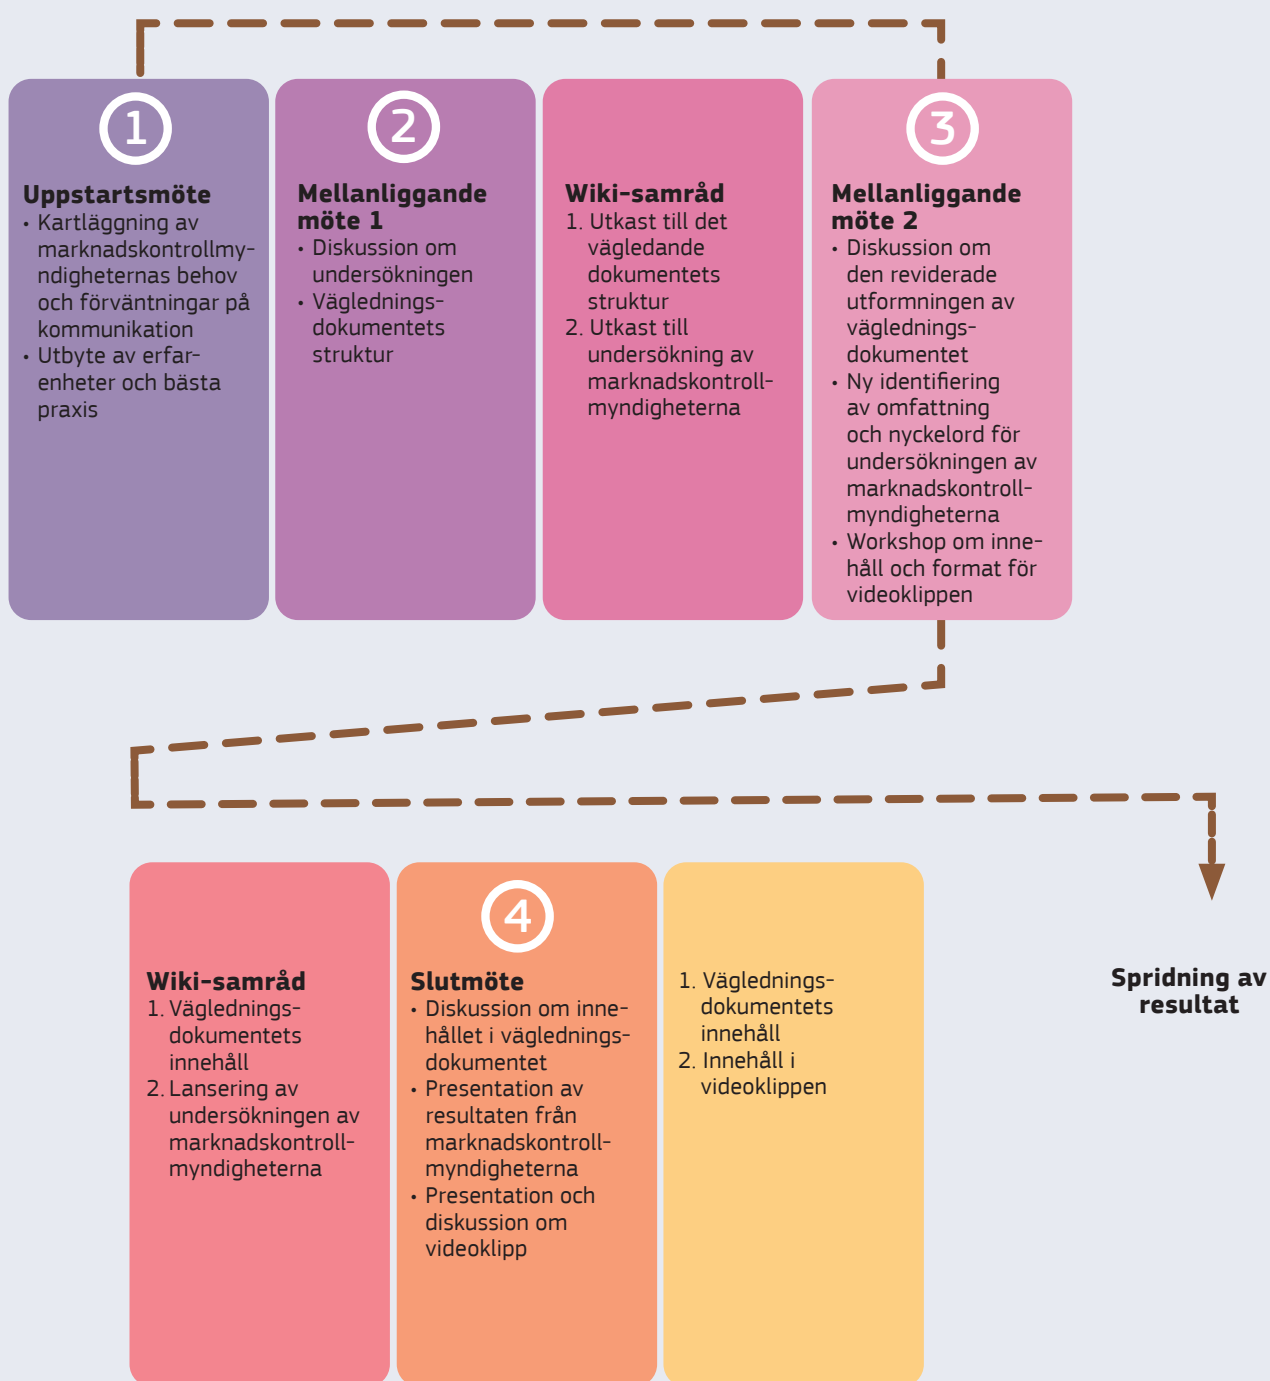 1
Uppstartsmöte
• Kartläggning av
marknadskontrollmy-
ndigheternas behov
och förväntningar på
kommunikation
• Utbyte av erfar-
enheter och bästa
praxis
2
Mellanliggande
möte 1
• Diskussion om
undersökningen
• Väglednings-
dokumentets
struktur
Wiki-samråd
1. Utkast till det
vägledande
dokumentets
struktur
2. Utkast till
undersökning av
marknadskontroll-
myndigheterna
3
Mellanliggande
möte 2
• Diskussion om
den reviderade
utformningen av
väglednings-
dokumentet
• Ny identifiering
av omfattning
och nyckelord för
undersökningen av
marknadskontroll-
myndigheterna
• Workshop om inne-
håll och format för
videoklippen
Wiki-samråd
1. Väglednings-
dokumentets
innehåll
2. Lansering av
undersökningen av
marknadskontroll-
myndigheterna
4
Slutmöte
• Diskussion om inne-
hållet i väglednings-
dokumentet
• Presentation av
resultaten från
marknadskontroll-
myndigheterna
• Presentation och
diskussion om
videoklipp
1. Väglednings-
dokumentets
innehåll
2. Innehåll i
videoklippen
Spridning av
resultat